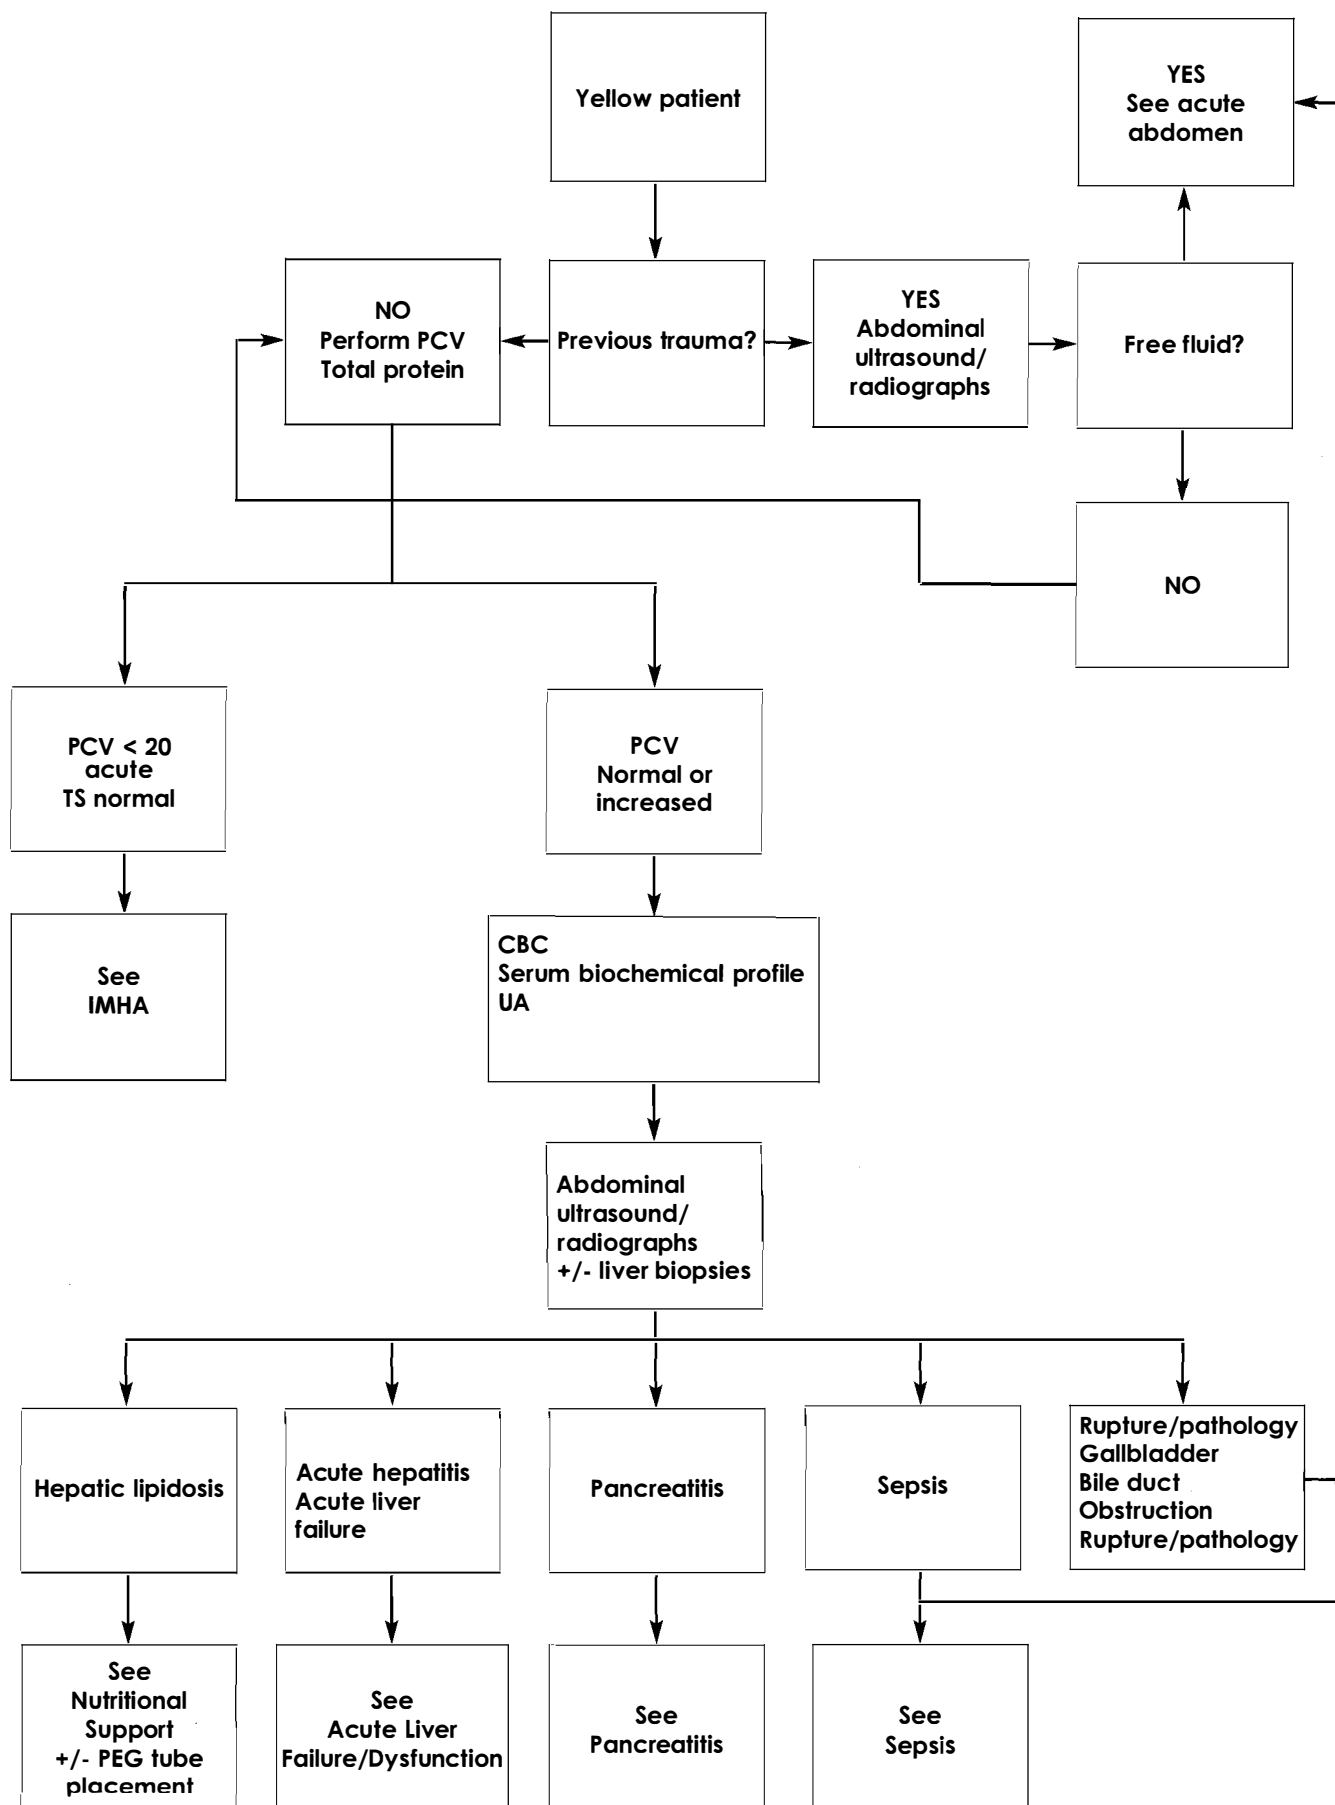 Yellow patient
YES
See acute
abdomen
NO
Perform PCV
Total protein
Previous trauma?
YES
Abdominal
ultrasound/
radiographs
Free fluid?
NO
PCV < 20
acute
TS normal
PCV
Normal or
increased
See
IMHA
CBC
Serum biochemical profile
UA
Abdominal
ultrasound/
radiographs
+/- liver biopsies
Hepatic lipidosis
Acute hepatitis
Acute liver
failure
Pancreatitis
Sepsis
Rupture/pathology
Gallbladder
Bile duct
Obstruction
Rupture/pathology
See
Nutritional
Support
+/- PEG tube
placement
See
Acute Liver
Failure/Dysfunction
See
Pancreatitis
See
Sepsis